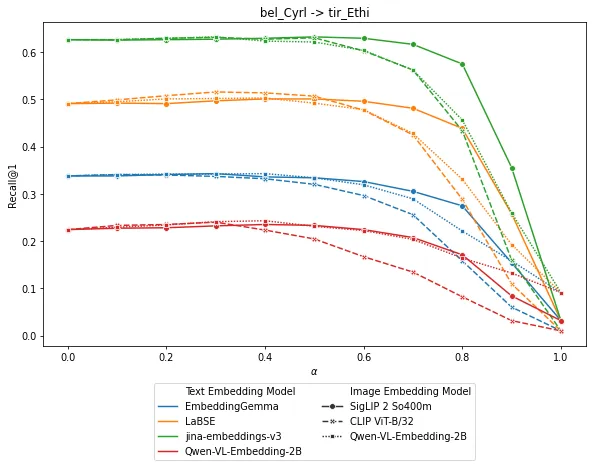 bel_Cyrl -> tir_Ethi
0.6
0.5
0.4
0.3
0.2
0.1
0.0
Recall@1
0.0 0.2 0.4 0.6 0.8 1.0
α
Text Embedding Model Image Embedding Model
EmbeddingGemma SigLIP 2 So400m
LaBSE CLIP ViT-B/32
jina-embeddings-v3 Qwen-VL-Embedding-2B
Qwen-VL-Embedding-2B